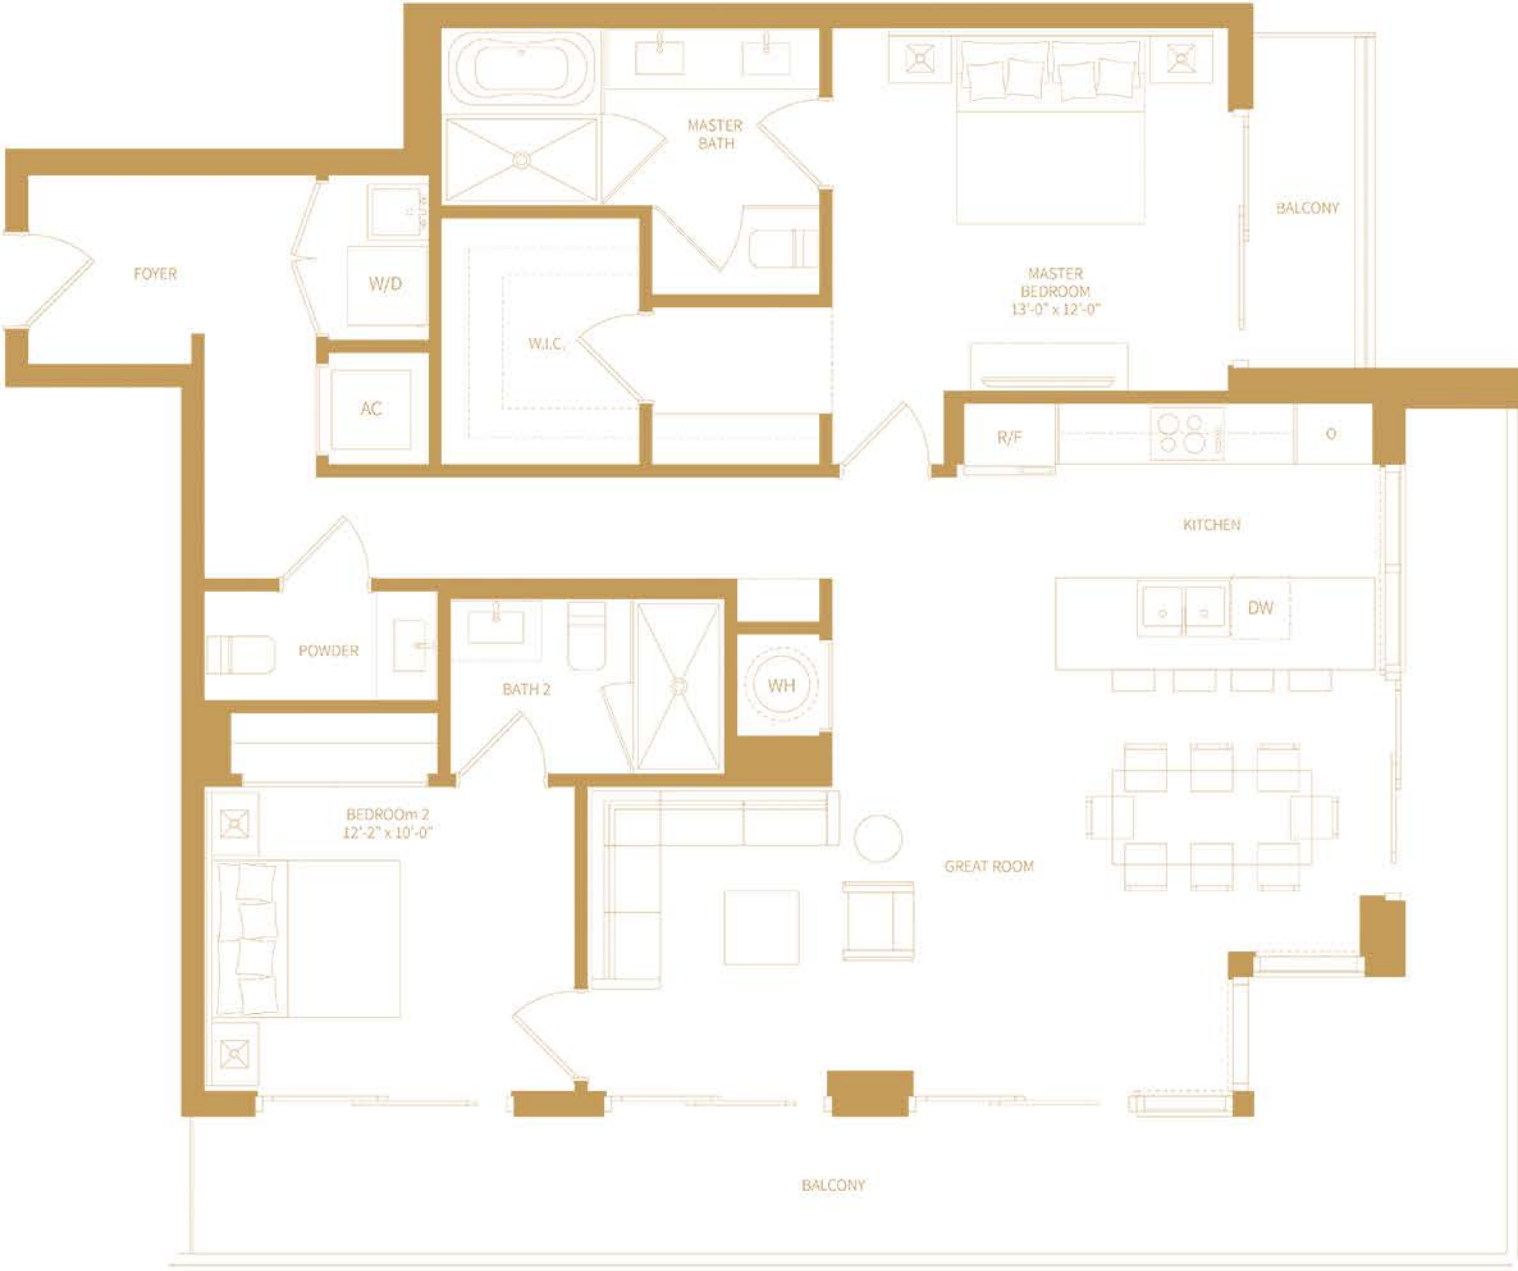 MASTER
BATH
BALCONY
FOYER
W/D
MASTER
BEDROOM
13'-0" x 12'-0"
W.I.C.
AC
R/F
O
KITCHEN
DW
POWDER
BATH 2
WH
BEDROOm 2
12'-2" x 10'-0"
GREAT ROOM
BALCONY